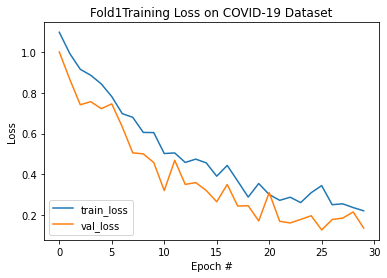 Fold1Training Loss on COVID-19 Dataset
1.0
0.8
0.6
0.4
0.2
Loss
train_loss
val_loss
0 5 10 15 20 25 30
Epoch #